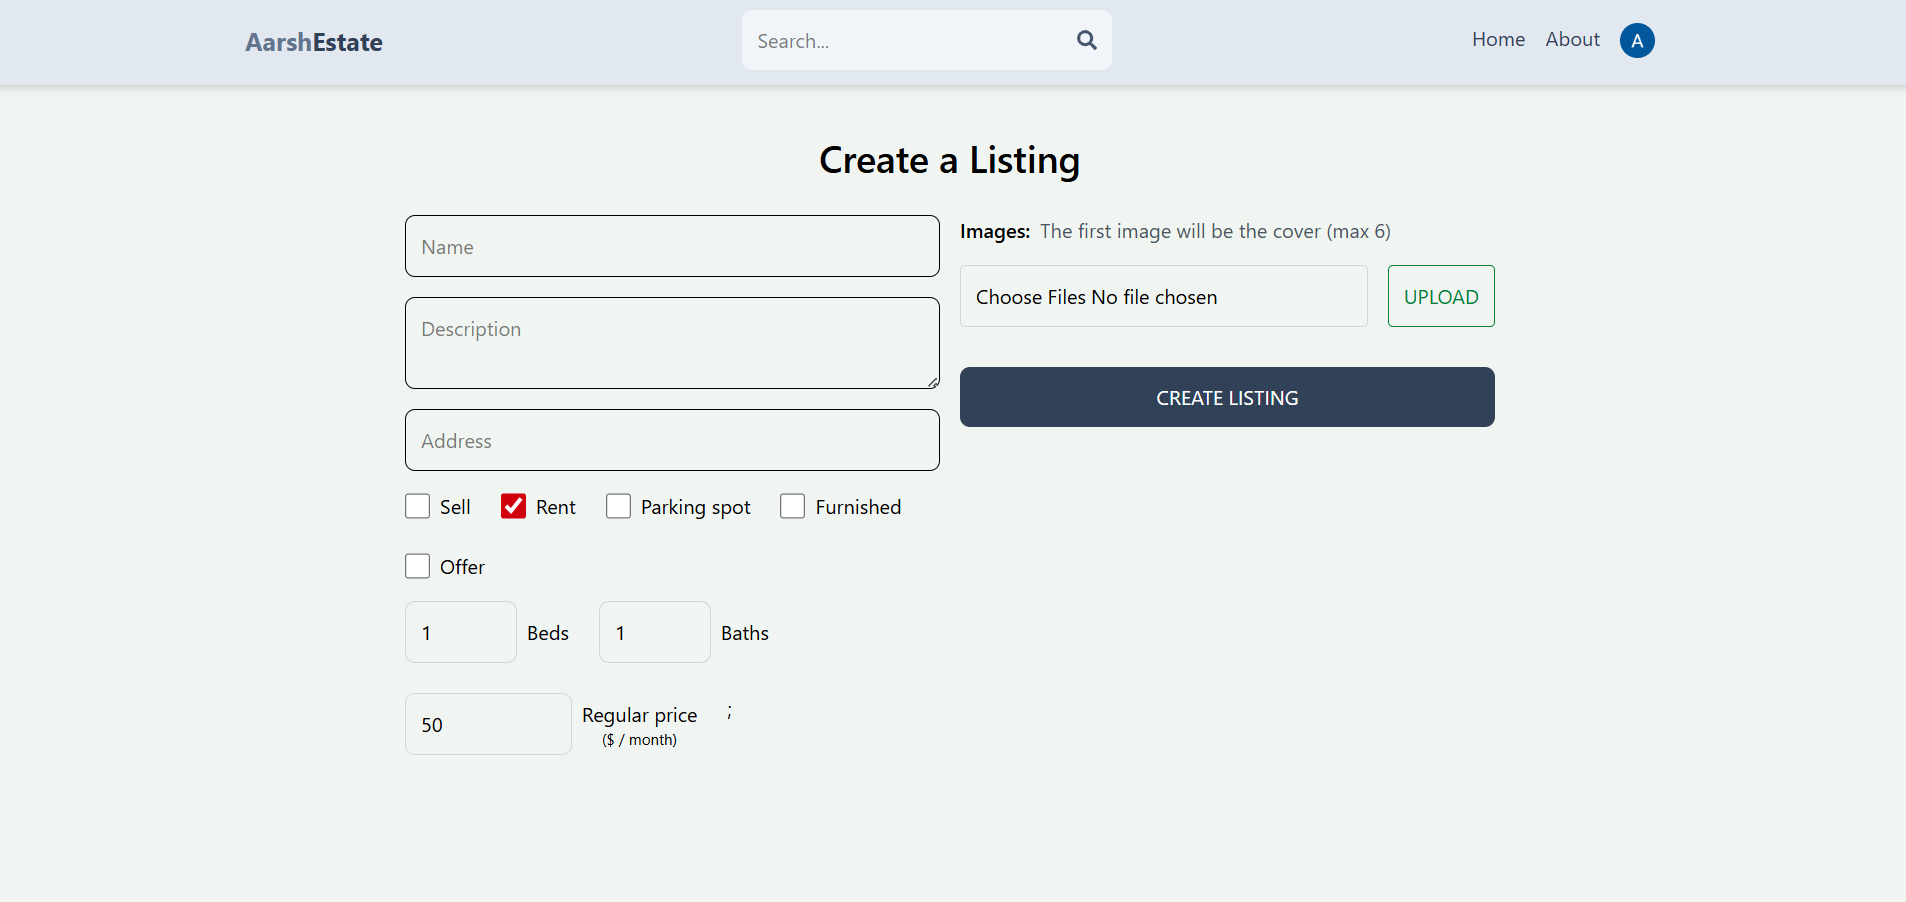 AarshEstate
Search...
Home
About
A
Create a Listing
Name
Description
Address
Sell
Rent
Parking spot
Furnished
Offer
1
Beds
1
Baths
50
Regular price
($ / month)
;
Images: The first image will be the cover (max 6)
Choose Files No file chosen
UPLOAD
CREATE LISTING